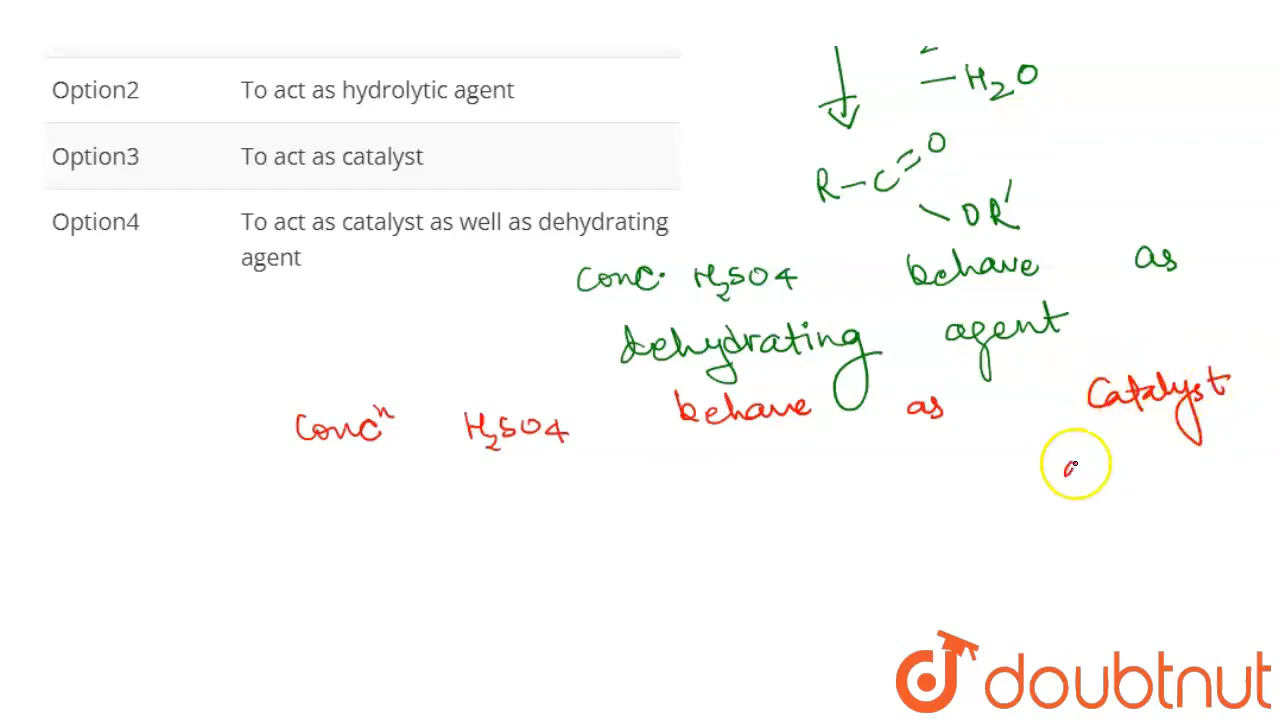 Option2 To act as hydrolytic agent
Option3 To act as catalyst
Option4 To act as catalyst as well as dehydrating
agent
— H2O
R—C=O
OR'
Conc. H2SO4 behave as
dehydrating agent
Concⁿ H2SO4 behave as Catalyst
doubtnut